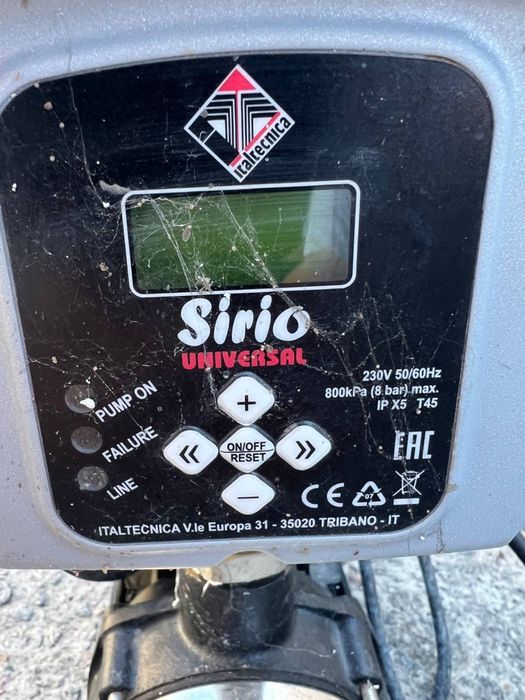 Italtecnica
Sirio
UNIVERSAL
230V 50/60Hz
800kPa (8 bar) max.
IP X5 T45
PUMP ON
FAILURE
LINE
+
«
ON/OFF
RESET
»
-
EAC
CE
07
ITALTECNICA V.le Europa 31 - 35020 TRIBANO - IT